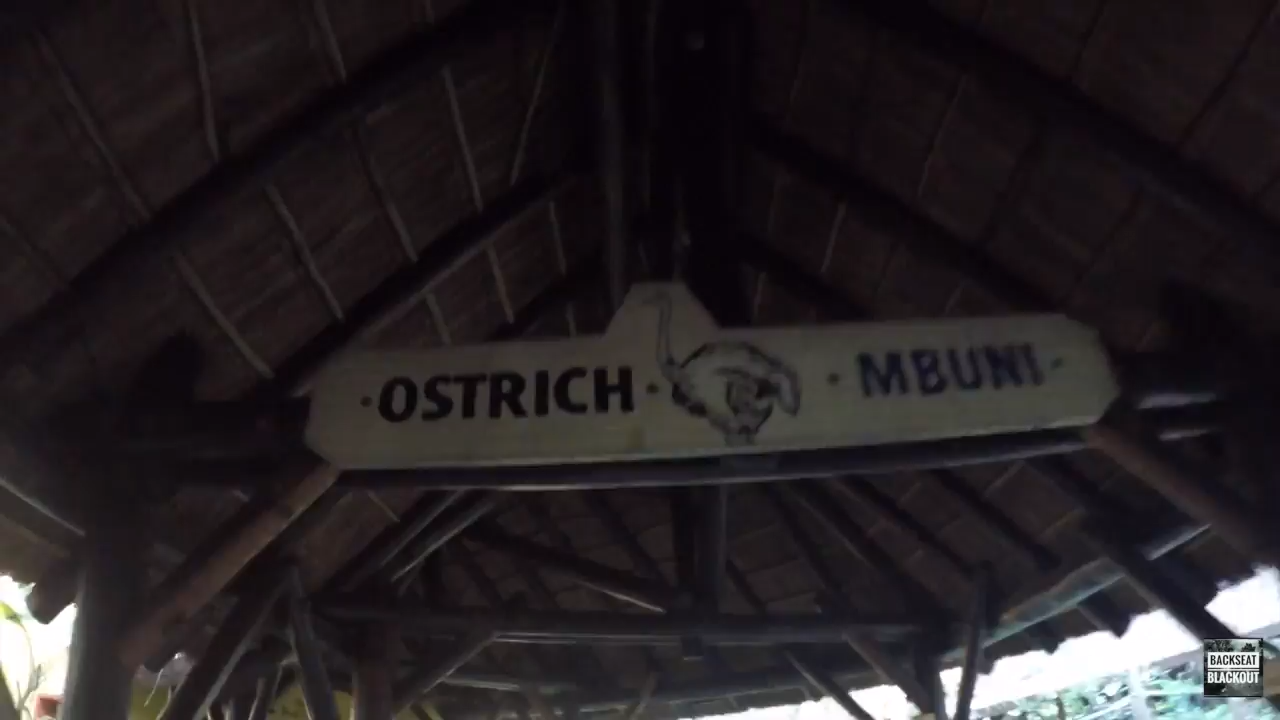 · OSTRICH · · MBUNI ·
BACKSEAT
BLACKOUT